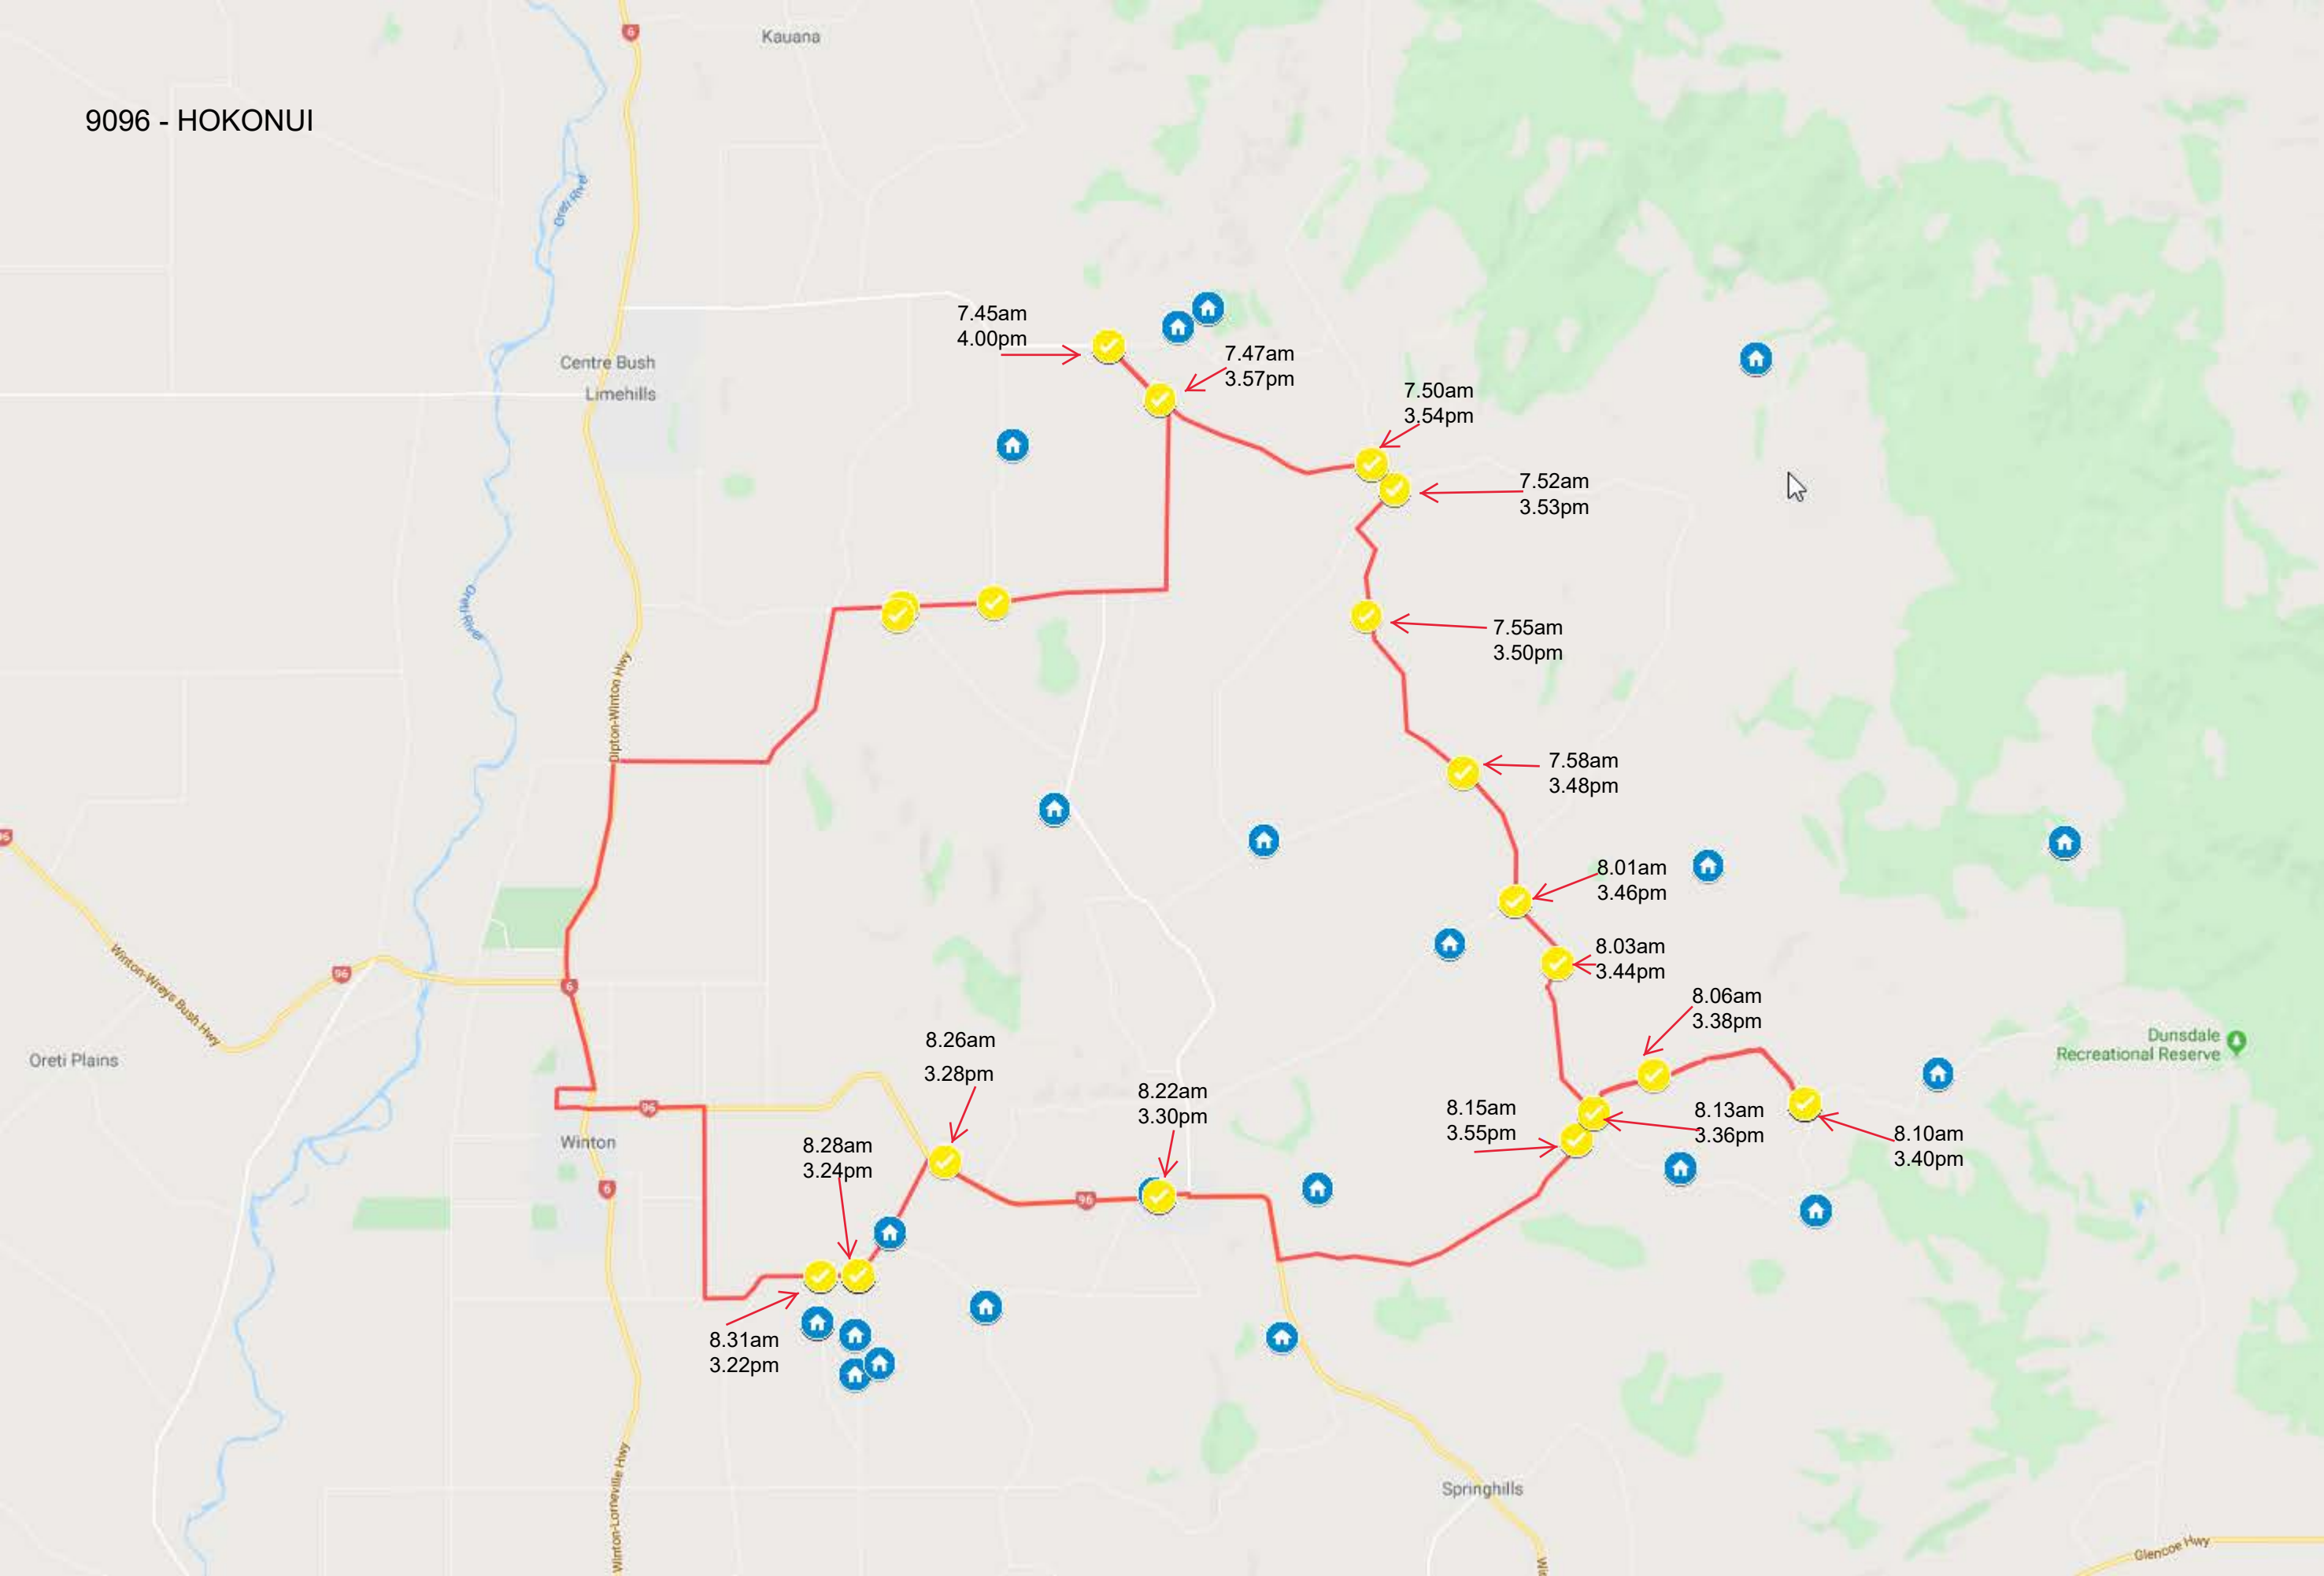 Kauana
6
9096 - HOKONUI
Oreti River
7.45am
4.00pm
7.47am
3.57pm
Centre Bush
Limehills
7.50am
3.54pm
7.52am
3.53pm
Oreti River
7.55am
3.50pm
Dipton-Winton Hwy
7.58am
3.48pm
96
8.01am
3.46pm
Winton-Wreys Bush Hwy
96
6
8.03am
3.44pm
8.06am
3.38pm
Oreti Plains
Dunsdale
Recreational Reserve
8.26am
3.28pm
8.22am
3.30pm
96
8.15am
3.55pm
8.13am
3.36pm
8.10am
3.40pm
Winton
8.28am
3.24pm
6
96
8.31am
3.22pm
Winton-Lorneville Hwy
Springhills
Glencoe Hwy